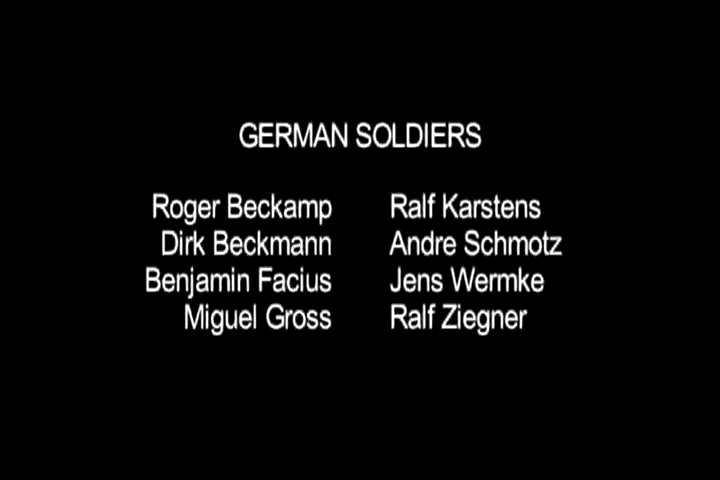 GERMAN SOLDIERS
Roger Beckamp Ralf Karstens
Dirk Beckmann Andre Schmotz
Benjamin Facius Jens Wermke
Miguel Gross Ralf Ziegner